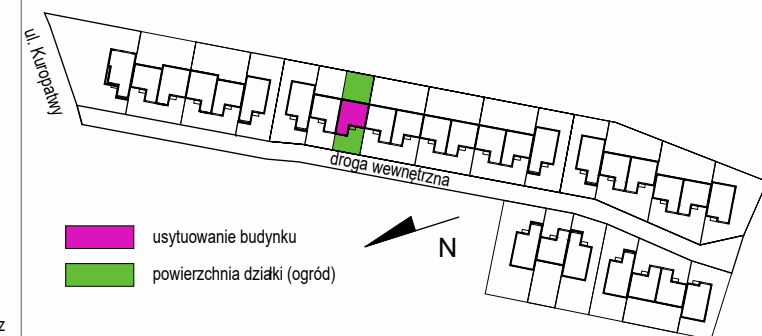 ul. Kuropatwy
droga wewnętrzna
usytuowanie budynku
N
powierzchnia działki (ogród)
z